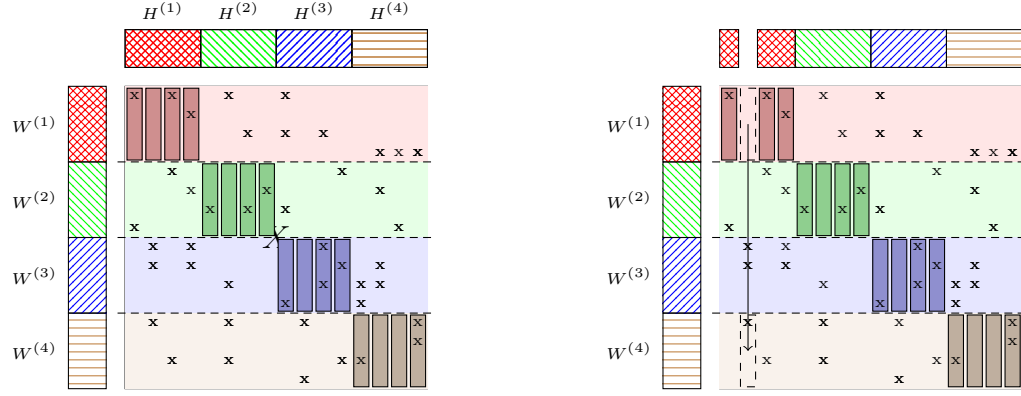 H^(1) H^(2) H^(3) H^(4)
W^(1) x x x x W^(1) x x x x
x x
x x x x x x
x x x x x x
W^(2) x x W^(2) x x
x x x x x x
x x x x x x
x x x x
X
W^(3) x x x W^(3) x x x
x x x x x x x x
x x x x x x x x
x x
x x x x
W^(4) x x x W^(4) x x x
x x
x x x x x x x x
x x